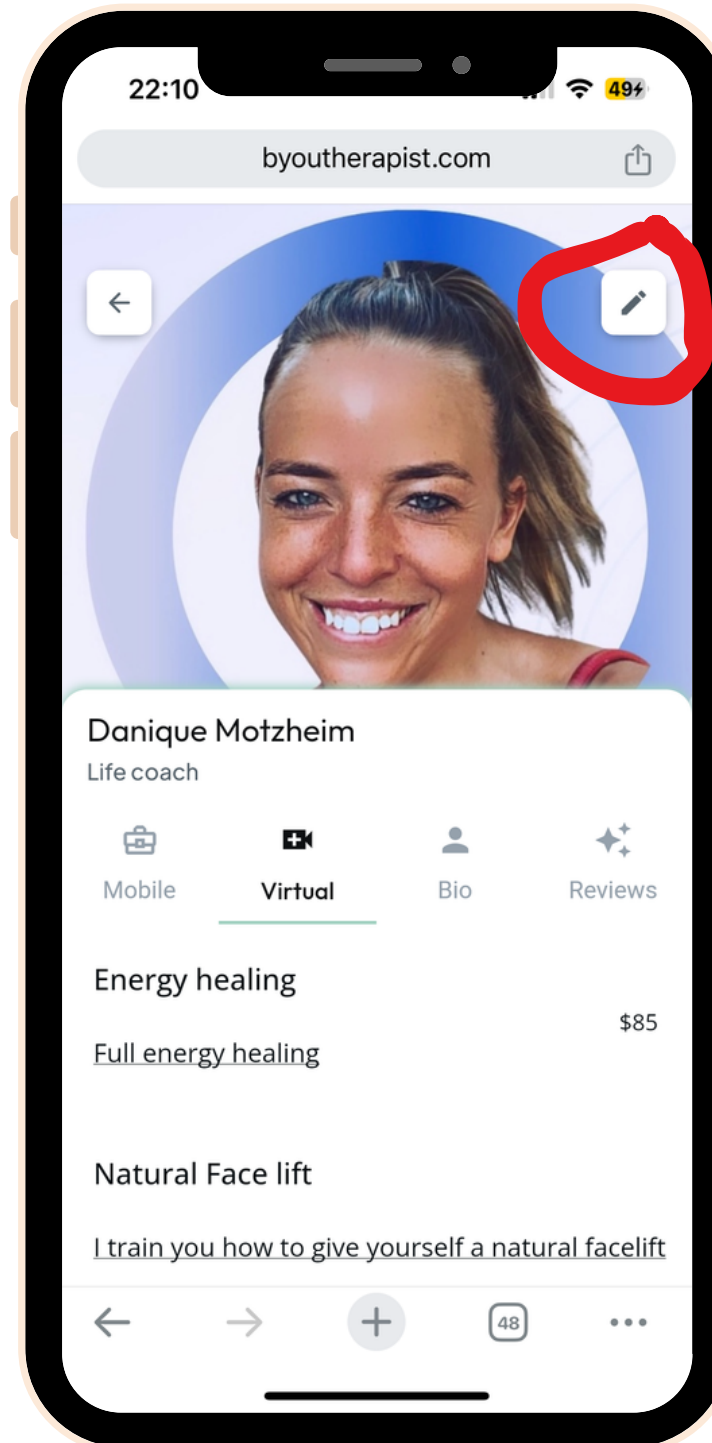 22:10
49
byoutherapist.com
Danique Motzheim
Life coach
Mobile Virtual Bio Reviews
Energy healing
$85
Full energy healing
Natural Face lift
I train you how to give yourself a natural facelift
48